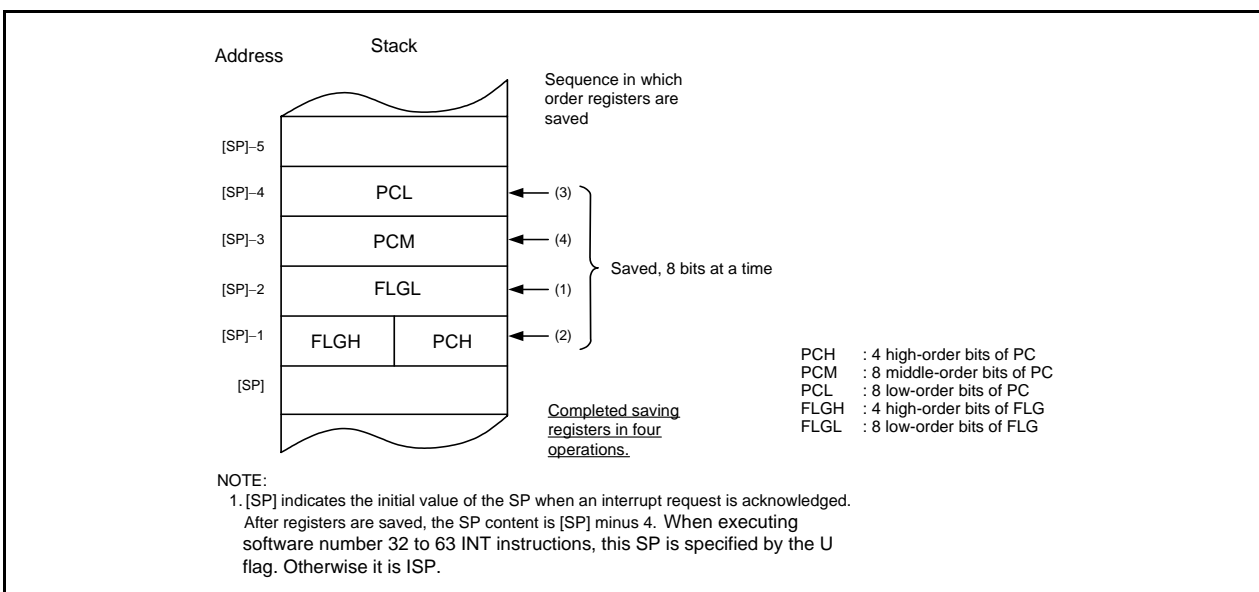 Address
Stack
Sequence in which
order registers are
saved
[SP]−5
[SP]−4
PCL
(3)
[SP]−3
PCM
(4)
Saved, 8 bits at a time
[SP]−2
FLGL
(1)
[SP]−1
FLGH
PCH
(2)
[SP]
PCH : 4 high-order bits of PC
PCM : 8 middle-order bits of PC
PCL : 8 low-order bits of PC
FLGH : 4 high-order bits of FLG
FLGL : 8 low-order bits of FLG
Completed saving
registers in four
operations.
NOTE:
1. [SP] indicates the initial value of the SP when an interrupt request is acknowledged.
After registers are saved, the SP content is [SP] minus 4. When executing
software number 32 to 63 INT instructions, this SP is specified by the U
flag. Otherwise it is ISP.